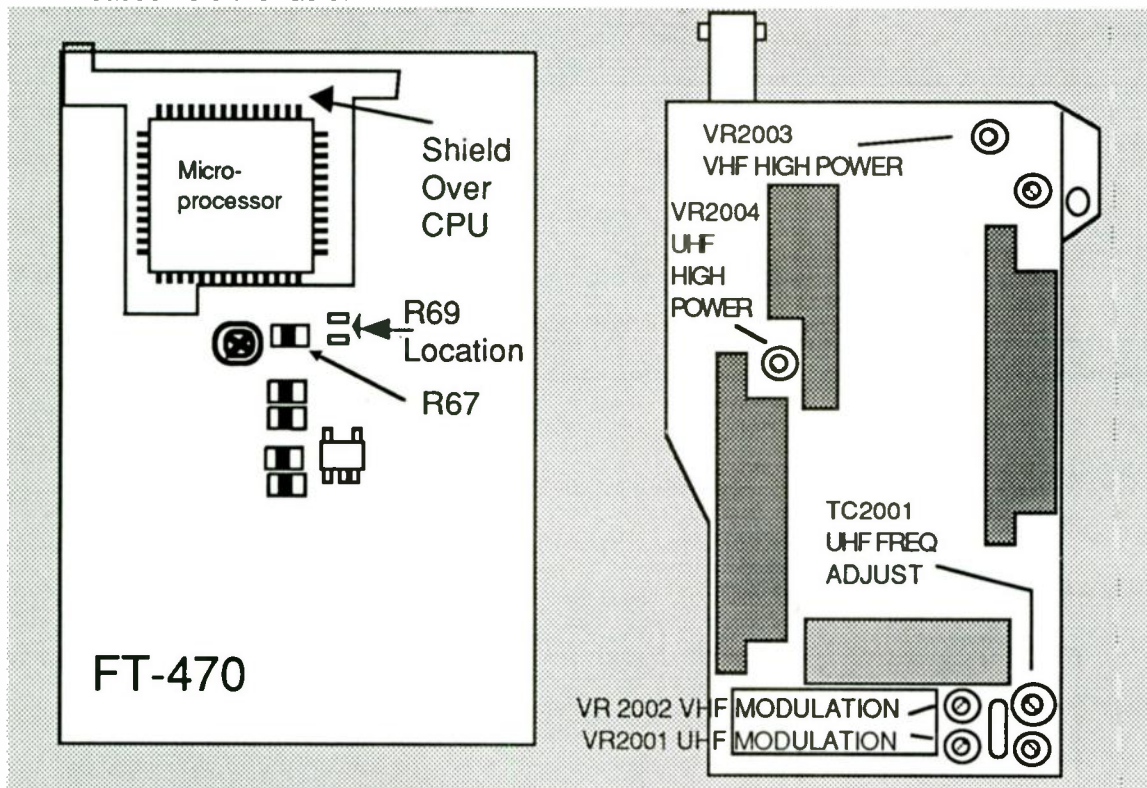 Micro-
processor
Shield
Over
CPU
R69
Location
R67
FT-470
VR2003
VHF HIGH POWER
VR2004
UHF
HIGH
POWER
TC2001
UHF FREQ
ADJUST
VR 2002 VHF MODULATION
VR2001 UHF MODULATION